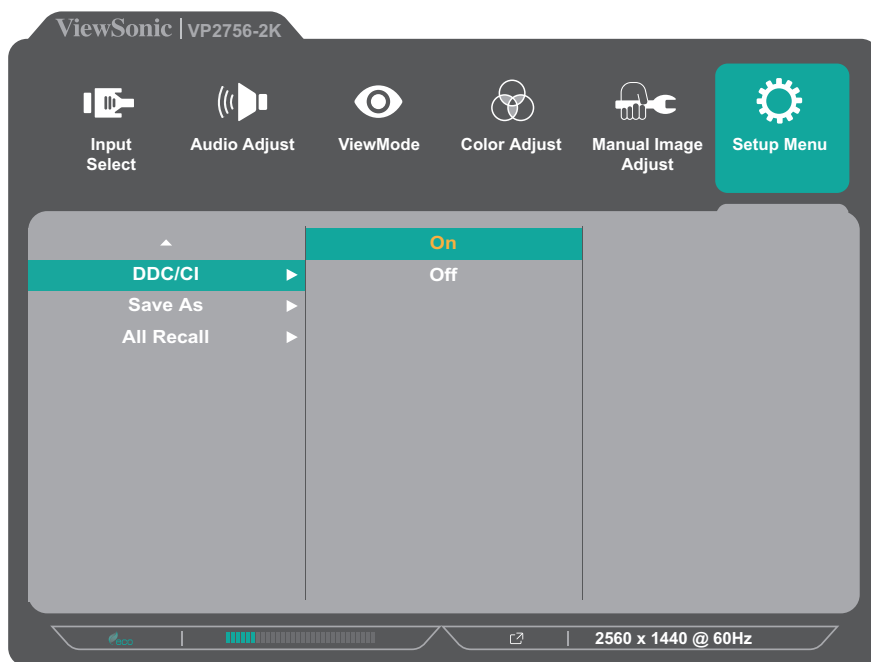 ViewSonic | VP2756-2K
Input Select
Audio Adjust
ViewMode
Color Adjust
Manual Image Adjust
Setup Menu
On
DDC/CI
Off
Save As
All Recall
eco
2560 x 1440 @ 60Hz